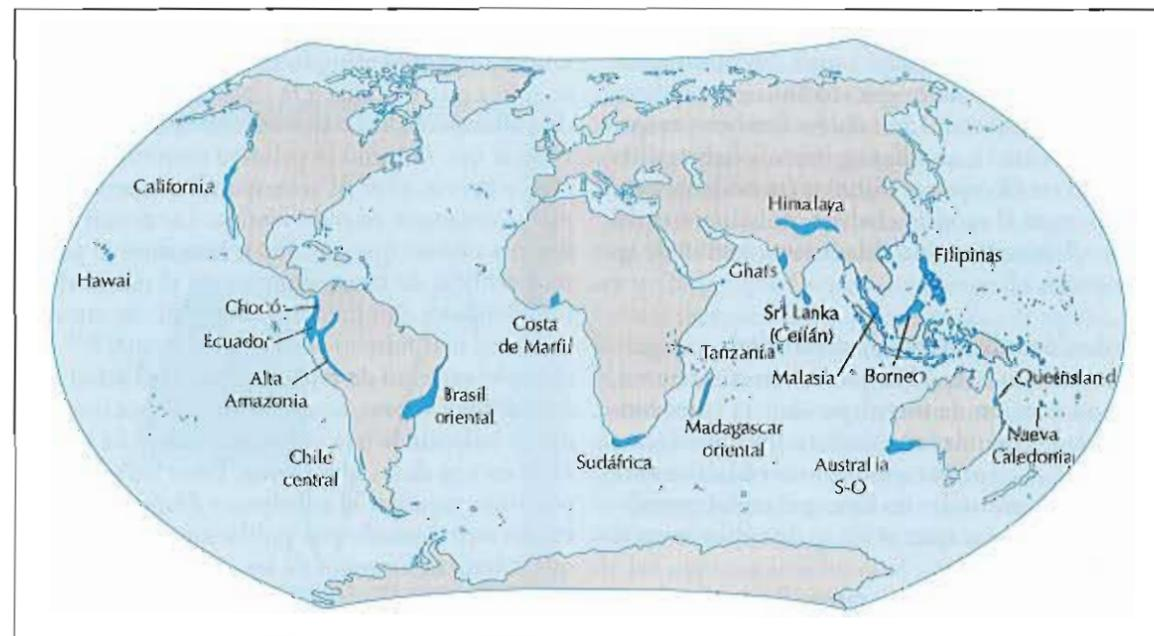 California
Hawai
Chocó
Ecuador
Alta
Amazonia
Brasil
oriental
Chile
central
Costa
de Marfil
Sudáfrica
Tanzania
Madagascar
oriental
Himalaya
Ghats
Sri Lanka
(Ceilán)
Malasia
Borneo
Filipinas
Queensland
Nueva
Caledonia
Australia
S-O